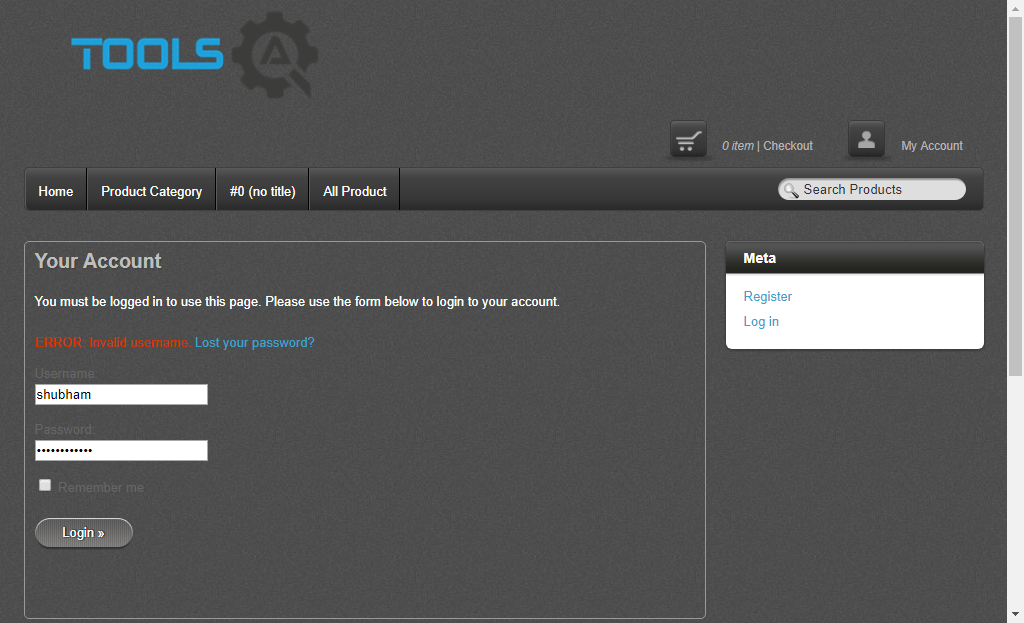 TOOLS QA
0 item | Checkout
My Account
Home
Product Category
#0 (no title)
All Product
Search Products
Your Account
You must be logged in to use this page. Please use the form below to login to your account.
ERROR: Invalid username. Lost your password?
Username:
shubham
Password:
••••••••••••
Remember me
Login »
Meta
Register
Log in